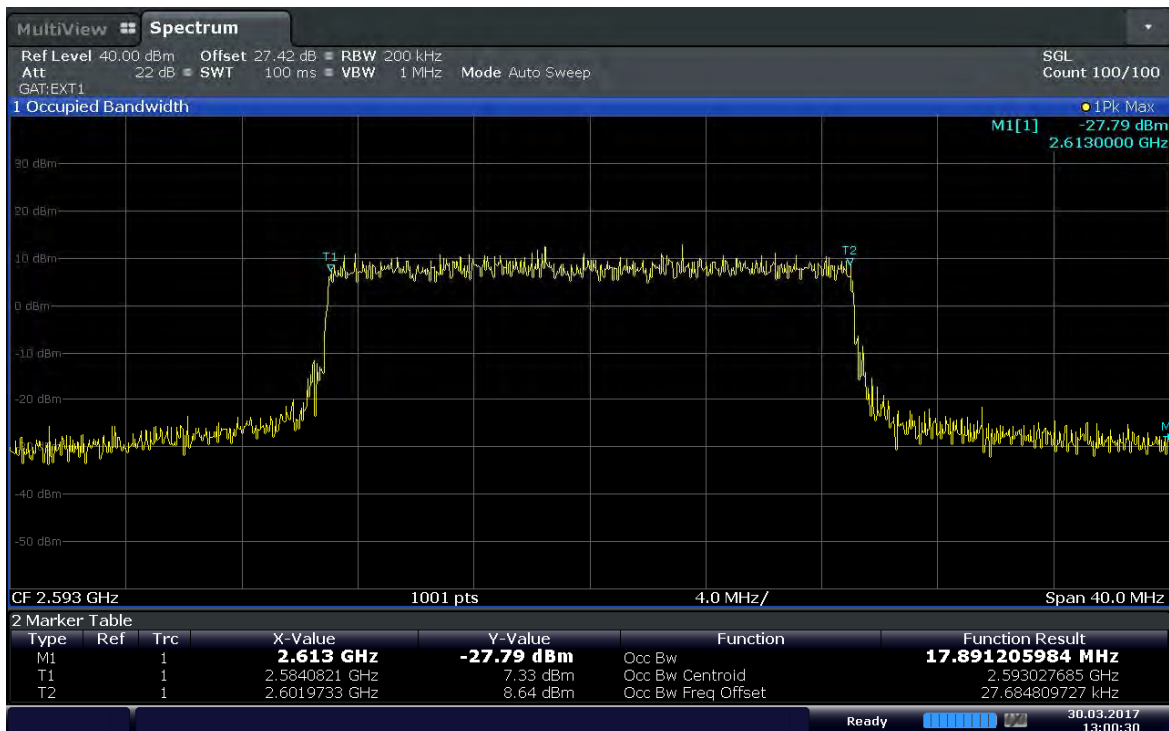 MultiView Spectrum
Ref Level 40.00 dBm Offset 27.42 dB RBW 200 kHz SGL
Att 22 dB SWT 100 ms VBW 1 MHz Mode Auto Sweep Count 100/100
GAT:EXT1
1 Occupied Bandwidth 1Pk Max
M1[1] -27.79 dBm
2.6130000 GHz
30 dBm
20 dBm
T2
T1
10 dBm
0 dBm
-10 dBm
-20 dBm
M
-40 dBm
-50 dBm
CF 2.593 GHz 1001 pts 4.0 MHz/ Span 40.0 MHz
2 Marker Table
Type Ref Trc X-Value Y-Value Function Function Result
M1 1 2.613 GHz -27.79 dBm Occ Bw 17.891205984 MHz
T1 1 2.5840821 GHz 7.33 dBm Occ Bw Centroid 2.593027685 GHz
T2 1 2.6019733 GHz 8.64 dBm Occ Bw Freq Offset 27.684809727 kHz
Ready 30.03.2017
13:00:30